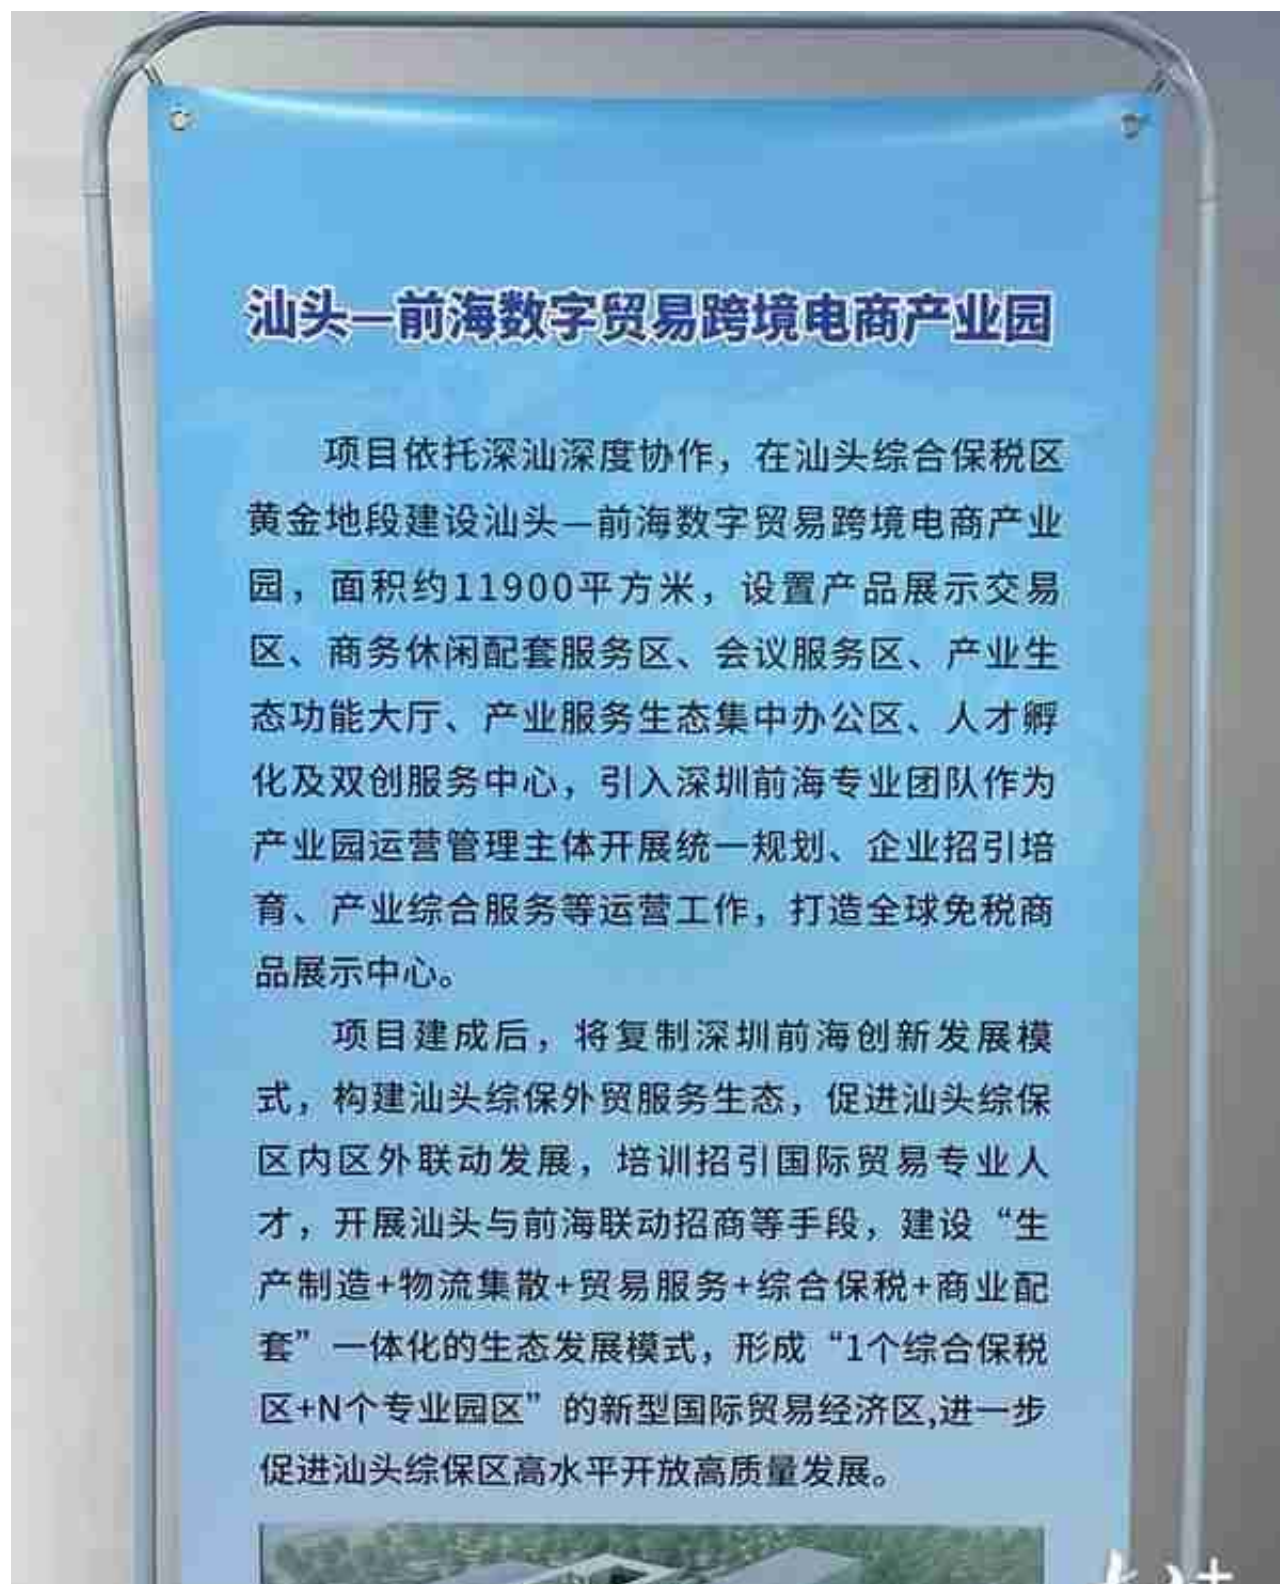 汕头—前海数字贸易跨境电商产业园
项目依托深汕深度协作，在汕头综合保税区
黄金地段建设汕头—前海数字贸易跨境电商产业
园，面积约11900平方米，设置产品展示交易
区、商务休闲配套服务区、会议服务区、产业生
态功能大厅、产业服务生态集中办公区、人才孵
化及双创服务中心，引入深圳前海专业团队作为
产业园运营管理主体开展统一规划、企业招引培
育、产业综合服务等运营工作，打造全球免税商
品展示中心。
项目建成后，将复制深圳前海创新发展模
式，构建汕头综保外贸服务生态，促进汕头综保
区内区外联动发展，培训招引国际贸易专业人
才，开展汕头与前海联动招商等手段，建设“生
产制造+物流集散+贸易服务+综合保税+商业配
套”一体化的生态发展模式，形成“1个综合保税
区+N个专业园区”的新型国际贸易经济区,进一步
促进汕头综保区高水平开放高质量发展。